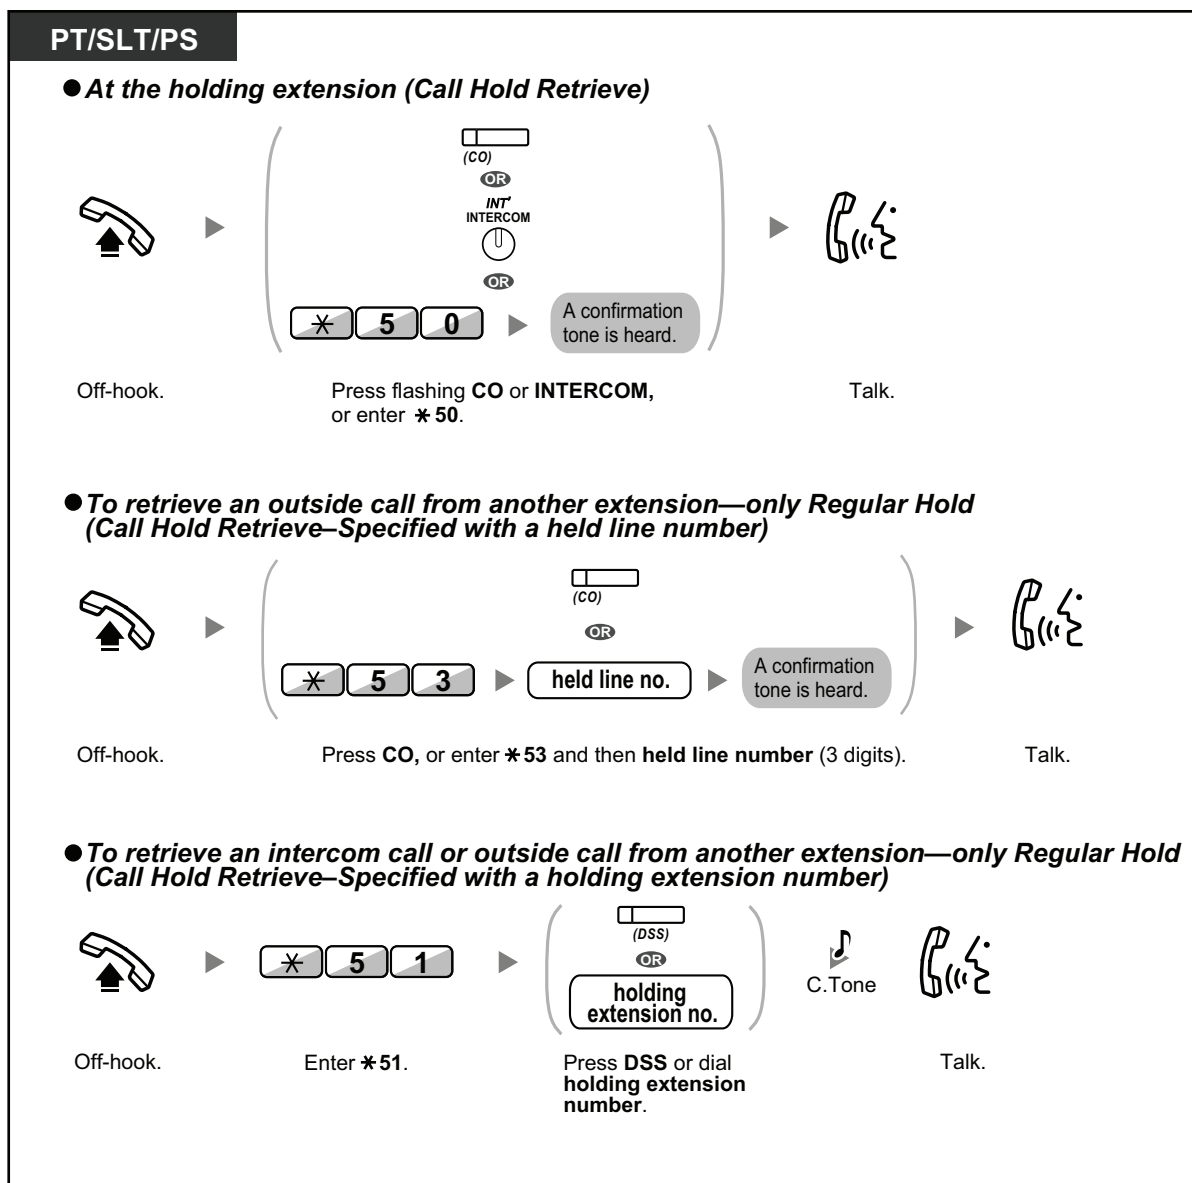 PT/SLT/PS
● At the holding extension (Call Hold Retrieve)
(CO)
OR
INT'
INTERCOM
OR
* 5 0
A confirmation
tone is heard.
Off-hook.
Press flashing CO or INTERCOM,
or enter * 50.
Talk.
● To retrieve an outside call from another extension—only Regular Hold
(Call Hold Retrieve–Specified with a held line number)
(CO)
OR
* 5 3
held line no.
A confirmation
tone is heard.
Off-hook.
Press CO, or enter * 53 and then held line number (3 digits).
Talk.
● To retrieve an intercom call or outside call from another extension—only Regular Hold
(Call Hold Retrieve–Specified with a holding extension number)
* 5 1
(DSS)
OR
holding
extension no.
C.Tone
Off-hook.
Enter * 51.
Press DSS or dial
holding extension
number.
Talk.